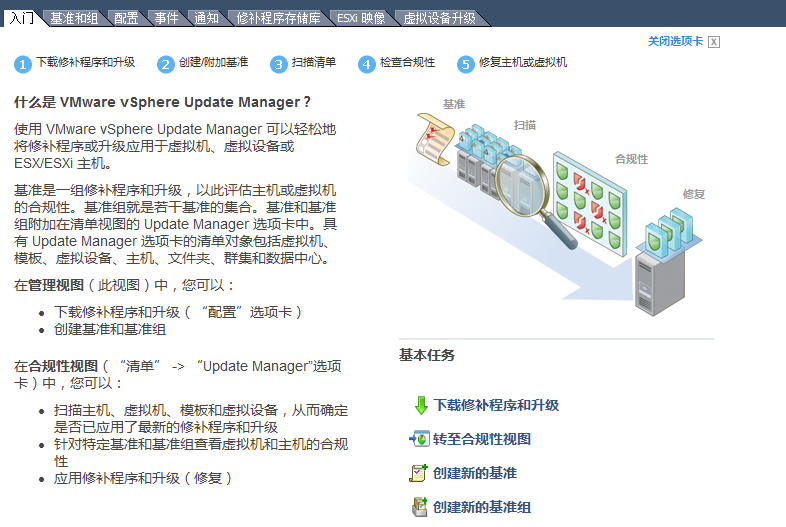 入门 基准和组 配置 事件 通知 修补程序存储库 ESXi 映像 虚拟设备升级
关闭选项卡
1 下载修补程序和升级 2 创建/附加基准 3 扫描清单 4 检查合规性 5 修复主机或虚拟机
什么是 VMware vSphere Update Manager？
使用 VMware vSphere Update Manager 可以轻松地
将修补程序或升级应用于虚拟机、虚拟设备或
ESX/ESXi 主机。
基准是一组修补程序和升级，以此评估主机或虚拟机
的合规性。基准组就是若干基准的集合。基准和基准
组附加在清单视图的 Update Manager 选项卡中。具
有 Update Manager 选项卡的清单对象包括虚拟机、
模板、虚拟设备、主机、文件夹、群集和数据中心。
在管理视图（此视图）中，您可以：
• 下载修补程序和升级（“配置”选项卡）
• 创建基准和基准组
在合规性视图（“清单” -> “Update Manager”选项
卡）中，您可以：
• 扫描主机、虚拟机、模板和虚拟设备，从而确定
是否已应用了最新的修补程序和升级
• 针对特定基准和基准组查看虚拟机和主机的合规
性
• 应用修补程序和升级（修复）
基准
扫描
合规性
修复
基本任务
下载修补程序和升级
转至合规性视图
创建新的基准
创建新的基准组